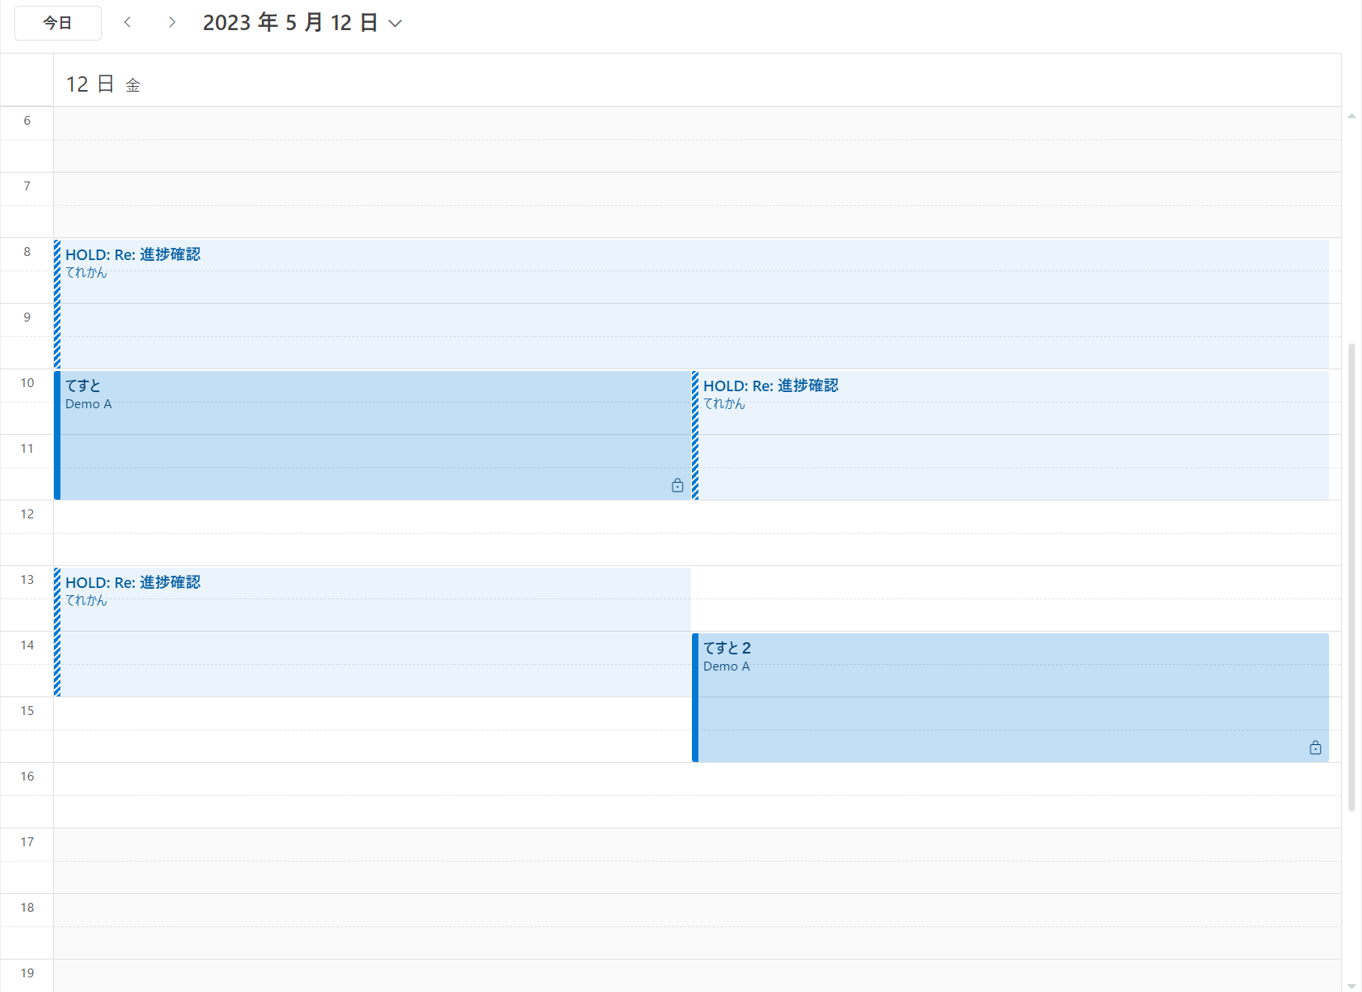 今日
2023 年 5 月 12 日
12 日 金
6
7
8
HOLD: Re: 進捗確認
てれかん
9
10
てすと
Demo A
HOLD: Re: 進捗確認
てれかん
11
12
13
HOLD: Re: 進捗確認
てれかん
14
てすと２
Demo A
15
16
17
18
19